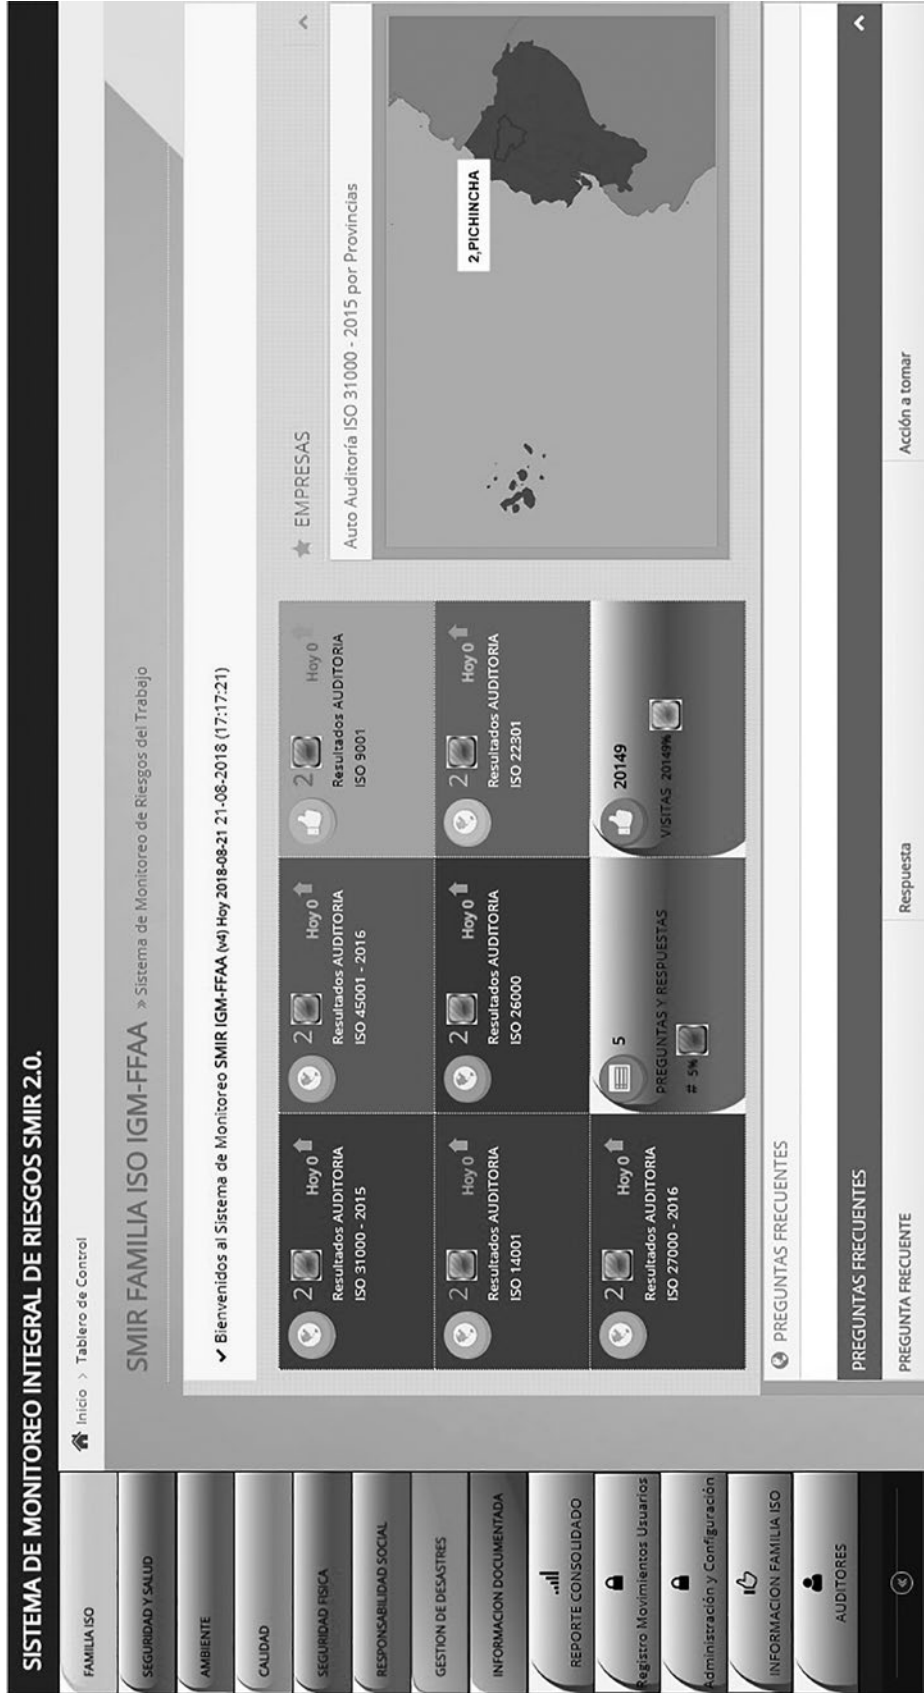 SISTEMA DE MONITOREO INTEGRAL DE RIESGOS SMIR 2.0.
FAMILIA ISO
SEGURIDAD Y SALUD
AMBIENTE
CALIDAD
SEGURIDAD FISICA
RESPONSABILIDAD SOCIAL
GESTION DE DESASTRES
INFORMACION DOCUMENTADA
REPORTE CONSOLIDADO
Registro Movimientos Usuarios
Administración y Configuración
INFORMACION FAMILIA ISO
AUDITORES
Inicio > Tablero de Control
SMIR FAMILIA ISO IGM-FFAA » Sistema de Monitoreo de Riesgos del Trabajo
Bienvenidos al Sistema de Monitoreo SMIR IGM-FFAA (v4) Hoy 2018-08-21 21-08-2018 (17:17:21)
2 Hoy 0
Resultados AUDITORIA
ISO 31000 - 2015
2 Hoy 0
Resultados AUDITORIA
ISO 45001 - 2016
2 Hoy 0
Resultados AUDITORIA
ISO 9001
2 Hoy 0
Resultados AUDITORIA
ISO 14001
2 Hoy 0
Resultados AUDITORIA
ISO 26000
2 Hoy 0
Resultados AUDITORIA
ISO 22301
2 Hoy 0
Resultados AUDITORIA
ISO 27000 - 2016
5
PREGUNTAS Y RESPUESTAS
# 5%
20149
VISITAS 20149%
EMPRESAS
Auto Auditoría ISO 31000 - 2015 por Provincias
2,PICHINCHA
PREGUNTAS FRECUENTES
PREGUNTAS FRECUENTES
PREGUNTA FRECUENTE Respuesta Acción a tomar